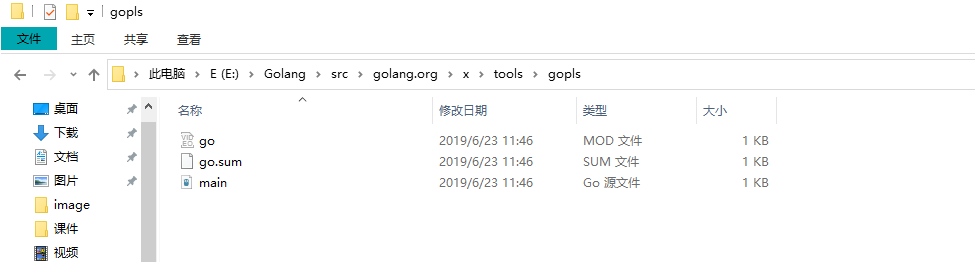 gopls
文件 主页 共享 查看
此电脑 E (E:) Golang src golang.org x tools gopls
名称 修改日期 类型 大小
桌面
下载
文档
图片
image
课件
视频
go 2019/6/23 11:46 MOD 文件 1 KB
go.sum 2019/6/23 11:46 SUM 文件 1 KB
main 2019/6/23 11:46 Go 源文件 1 KB